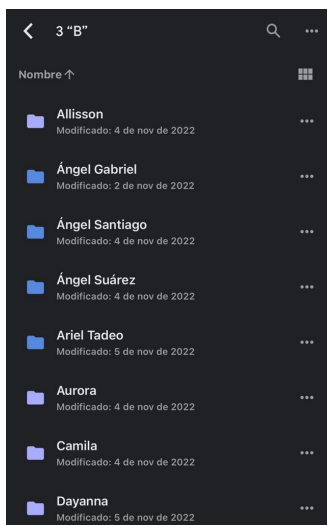 3 “B”
Nombre ↑
Allisson
Modificado: 4 de nov de 2022
Ángel Gabriel
Modificado: 2 de nov de 2022
Ángel Santiago
Modificado: 4 de nov de 2022
Ángel Suárez
Modificado: 4 de nov de 2022
Ariel Tadeo
Modificado: 5 de nov de 2022
Aurora
Modificado: 4 de nov de 2022
Camila
Modificado: 4 de nov de 2022
Dayanna
Modificado: 5 de nov de 2022